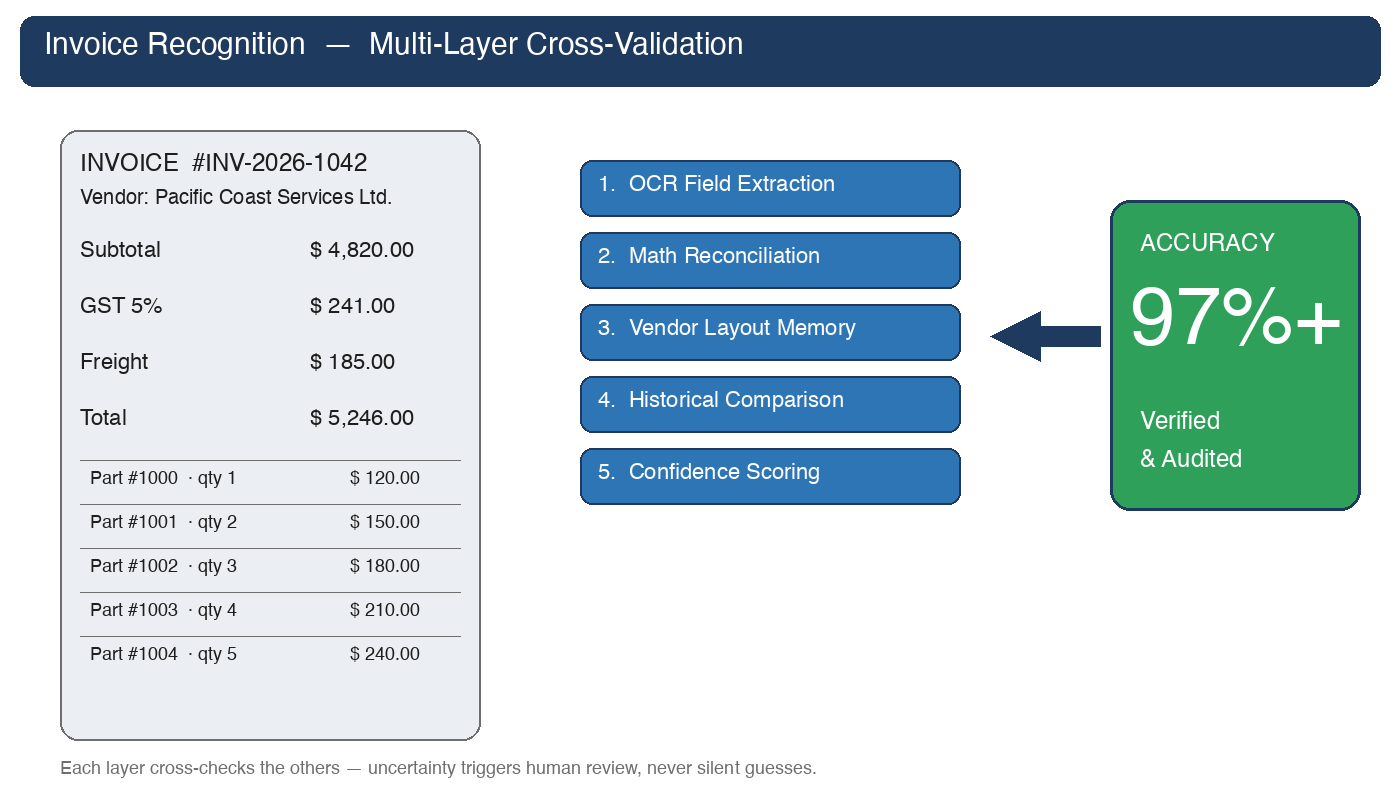 Invoice Recognition — Multi-Layer Cross-Validation
INVOICE #INV-2026-1042
Vendor: Pacific Coast Services Ltd.
Subtotal $ 4,820.00
GST 5% $ 241.00
Freight $ 185.00
Total $ 5,246.00
Part #1000 · qty 1 $ 120.00
Part #1001 · qty 2 $ 150.00
Part #1002 · qty 3 $ 180.00
Part #1003 · qty 4 $ 210.00
Part #1004 · qty 5 $ 240.00
1. OCR Field Extraction
2. Math Reconciliation
3. Vendor Layout Memory
4. Historical Comparison
5. Confidence Scoring
ACCURACY
97%+
Verified
& Audited
Each layer cross-checks the others — uncertainty triggers human review, never silent guesses.